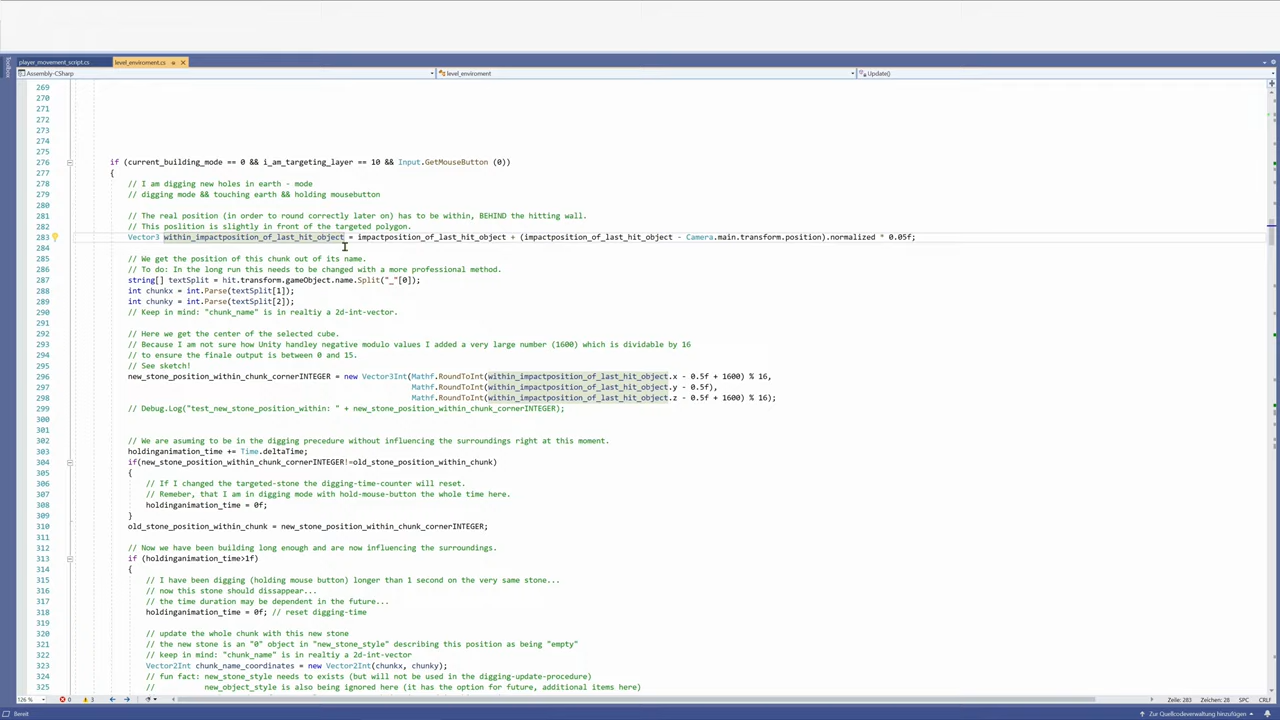 Toolbox
player_movement_script.cs
level_enviroment.cs
Assembly-CSharp
level_enviroment
Update()
269
270
271
272
273
274
275
276 if (current_building_mode == 0 && i_am_targeting_layer == 10 && Input.GetMouseButton (0))
277 {
278 // I am digging new holes in earth - mode
279 // digging mode && touching earth && holding mousebutton
280
281 // The real position (in order to round correctly later on) has to be within, BEHIND the hitting wall.
282 // This poslition is slightly in front of the targeted polygon.
283 Vector3 within_impactposition_of_last_hit_object = impactposition_of_last_hit_object + (impactposition_of_last_hit_object - Camera.main.transform.position).normalized * 0.05f;
284
285 // We get the position of this chunk out of its name.
286 // To do: In the long run this needs to be changed with a more professional method.
287 string[] textSplit = hit.transform.gameObject.name.Split("_"[0]);
288 int chunkx = int.Parse(textSplit[1]);
289 int chunky = int.Parse(textSplit[2]);
290 // Keep in mind: "chunk_name" is in realtiy a 2d-int-vector.
291
292 // Here we get the center of the selected cube.
293 // Because I am not sure how Unity handley negative modulo values I added a very large number (1600) which is dividable by 16
294 // to ensure the finale output is between 0 and 15.
295 // See sketch!
296 new_stone_position_within_chunk_cornerINTEGER = new Vector3Int(Mathf.RoundToInt(within_impactposition_of_last_hit_object.x - 0.5f + 1600) % 16,
297 Mathf.RoundToInt(within_impactposition_of_last_hit_object.y - 0.5f),
298 Mathf.RoundToInt(within_impactposition_of_last_hit_object.z - 0.5f + 1600) % 16);
299 // Debug.Log("test_new_stone_position_within: " + new_stone_position_within_chunk_cornerINTEGER);
300
301
302 // We are asuming to be in the digging precedure without influencing the surroundings right at this moment.
303 holdinganimation_time += Time.deltaTime;
304 if(new_stone_position_within_chunk_cornerINTEGER!=old_stone_position_within_chunk)
305 {
306 // If I changed the targeted-stone the digging-time-counter will reset.
307 // Remeber, that I am in digging mode with hold-mouse-button the whole time here.
308 holdinganimation_time = 0f;
309 }
310 old_stone_position_within_chunk = new_stone_position_within_chunk_cornerINTEGER;
311
312 // Now we have been building long enough and are now influencing the surroundings.
313 if (holdinganimation_time>1f)
314 {
315 // I have been digging (holding mouse button) longer than 1 second on the very same stone...
316 // now this stone should dissappear...
317 // the time duration may be dependent in the future...
318 holdinganimation_time = 0f; // reset digging-time
319
320 // update the whole chunk with this new stone
321 // the new stone is an "0" object in "new_stone_style" describing this position as being "empty"
322 // keep in mind: "chunk_name" is in realtiy a 2d-int-vector
323 Vector2Int chunk_name_coordinates = new Vector2Int(chunkx, chunky);
324 // fun fact: new_stone_style needs to exists (but will not be used in the digging-update-procedure)
325 // new_object_style is also being ignored here (it has the option for future, additional items here)
126 % 0 3 Zeile: 283 Zeichen: 28 SPC CRLF
Bereit Zur Quellcodeverwaltung hinzufügen